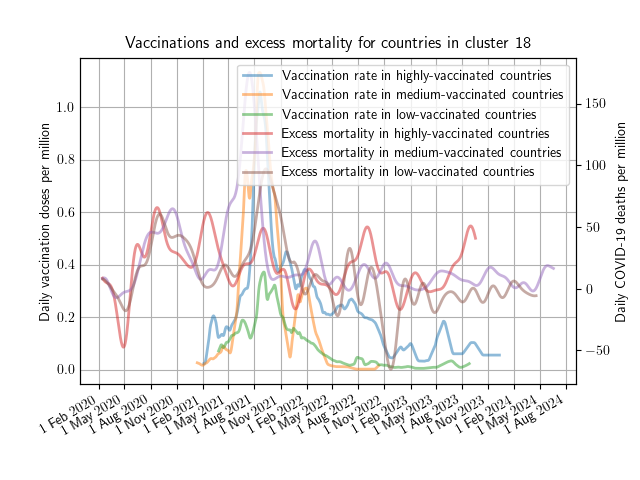 Vaccinations and excess mortality for countries in cluster 18
Vaccination rate in highly-vaccinated countries
Vaccination rate in medium-vaccinated countries
Vaccination rate in low-vaccinated countries
Excess mortality in highly-vaccinated countries
Excess mortality in medium-vaccinated countries
Excess mortality in low-vaccinated countries
Daily vaccination doses per million
1.0
0.8
0.6
0.4
0.2
0.0
Daily COVID-19 deaths per million
150
100
50
0
−50
1 Feb 2020
1 May 2020
1 Aug 2020
1 Nov 2020
1 Feb 2021
1 May 2021
1 Aug 2021
1 Nov 2021
1 Feb 2022
1 May 2022
1 Aug 2022
1 Nov 2022
1 Feb 2023
1 May 2023
1 Aug 2023
1 Nov 2023
1 Feb 2024
1 May 2024
1 Aug 2024